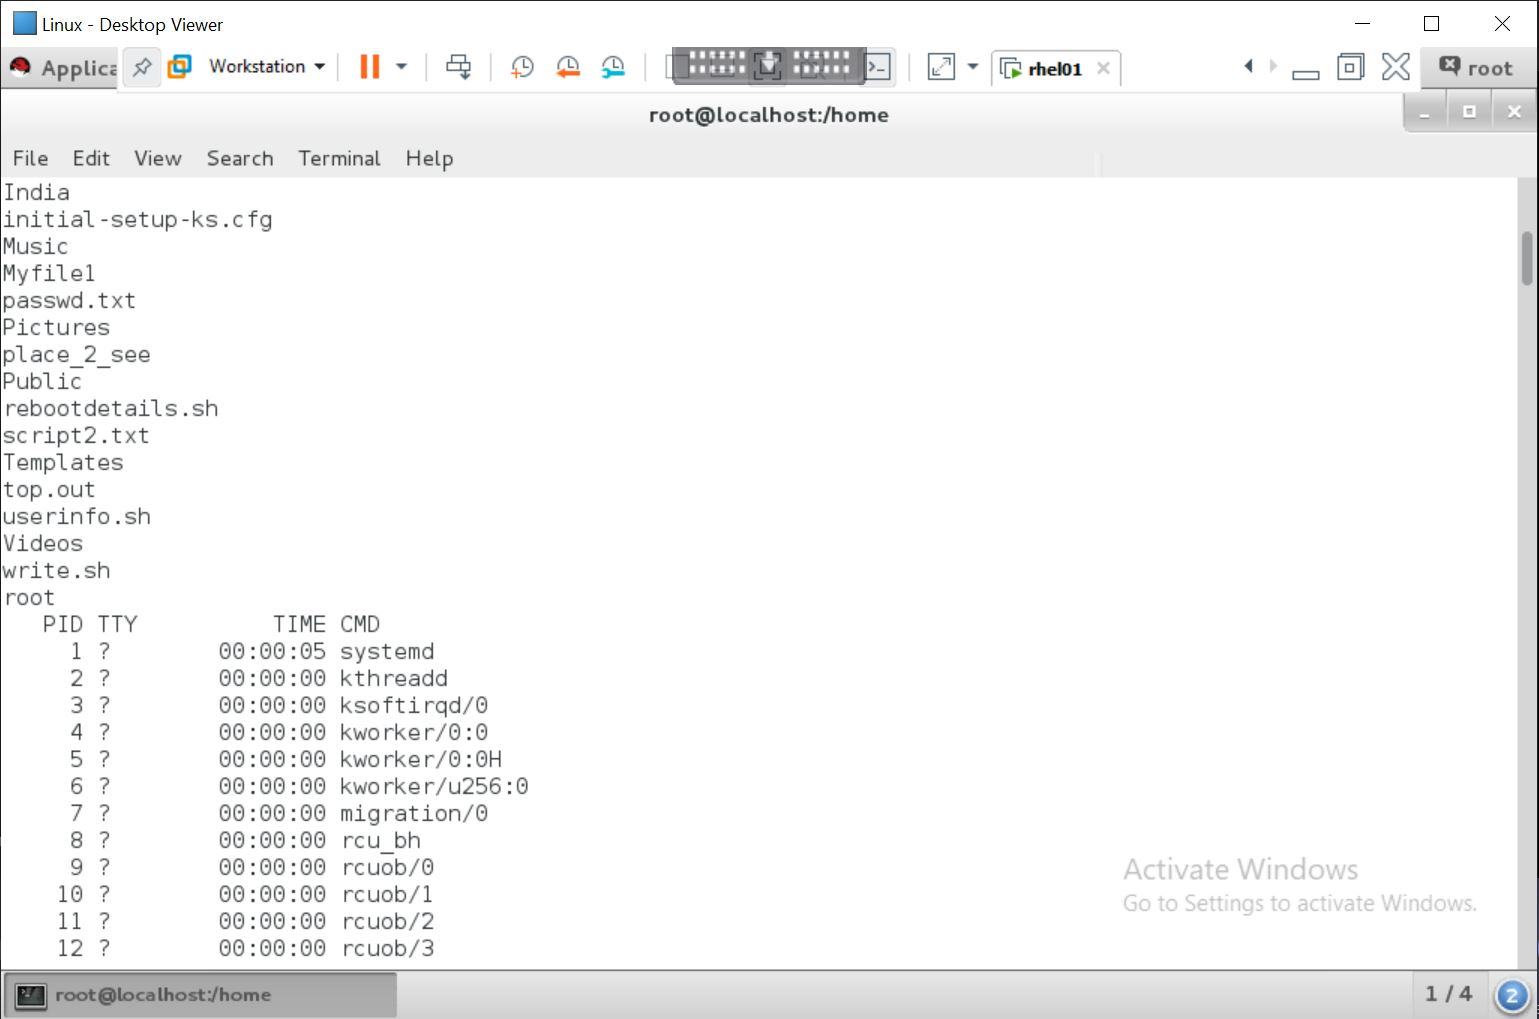 Linux - Desktop Viewer
Applica Workstation rhel01 root
root@localhost:/home
File Edit View Search Terminal Help
India
initial-setup-ks.cfg
Music
Myfile1
passwd.txt
Pictures
place_2_see
Public
rebootdetails.sh
script2.txt
Templates
top.out
userinfo.sh
Videos
write.sh
root
PID TTY TIME CMD
1 ? 00:00:05 systemd
2 ? 00:00:00 kthreadd
3 ? 00:00:00 ksoftirqd/0
4 ? 00:00:00 kworker/0:0
5 ? 00:00:00 kworker/0:0H
6 ? 00:00:00 kworker/u256:0
7 ? 00:00:00 migration/0
8 ? 00:00:00 rcu_bh
9 ? 00:00:00 rcuob/0
10 ? 00:00:00 rcuob/1
11 ? 00:00:00 rcuob/2
12 ? 00:00:00 rcuob/3
Activate Windows
Go to Settings to activate Windows.
root@localhost:/home 1 / 4 2